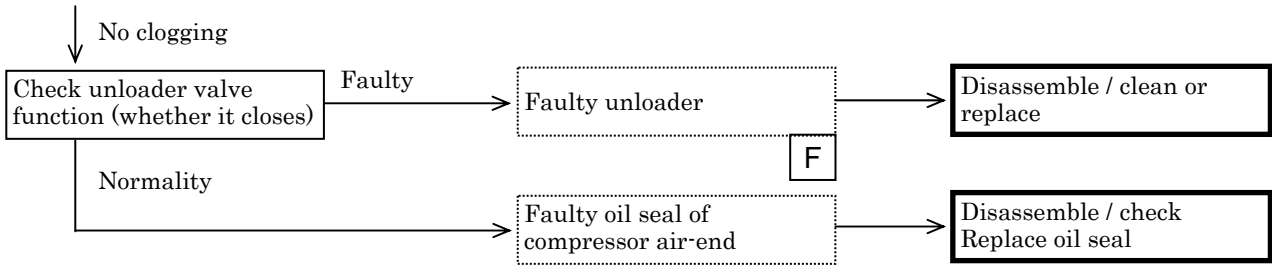 No clogging
Check unloader valve
function (whether it closes)
Faulty
Faulty unloader
Disassemble / clean or
replace
F
Normality
Faulty oil seal of
compressor air-end
Disassemble / check
Replace oil seal